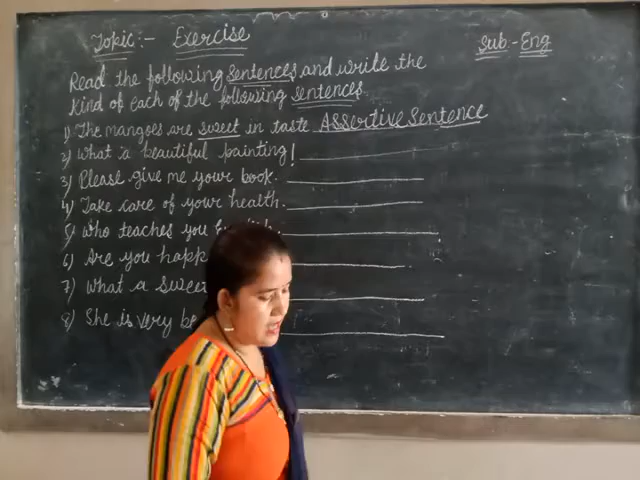 Topic:- Exercise
Sub.- Eng
Read the following sentences and write the
kind of each of the following sentences.
1) The mangoes are sweet in taste. Assertive Sentence
2) What a beautiful painting!
3) Please give me your book.
4) Take care of your health.
5) Who teaches you
6) Are you
7) What a
8) She is very